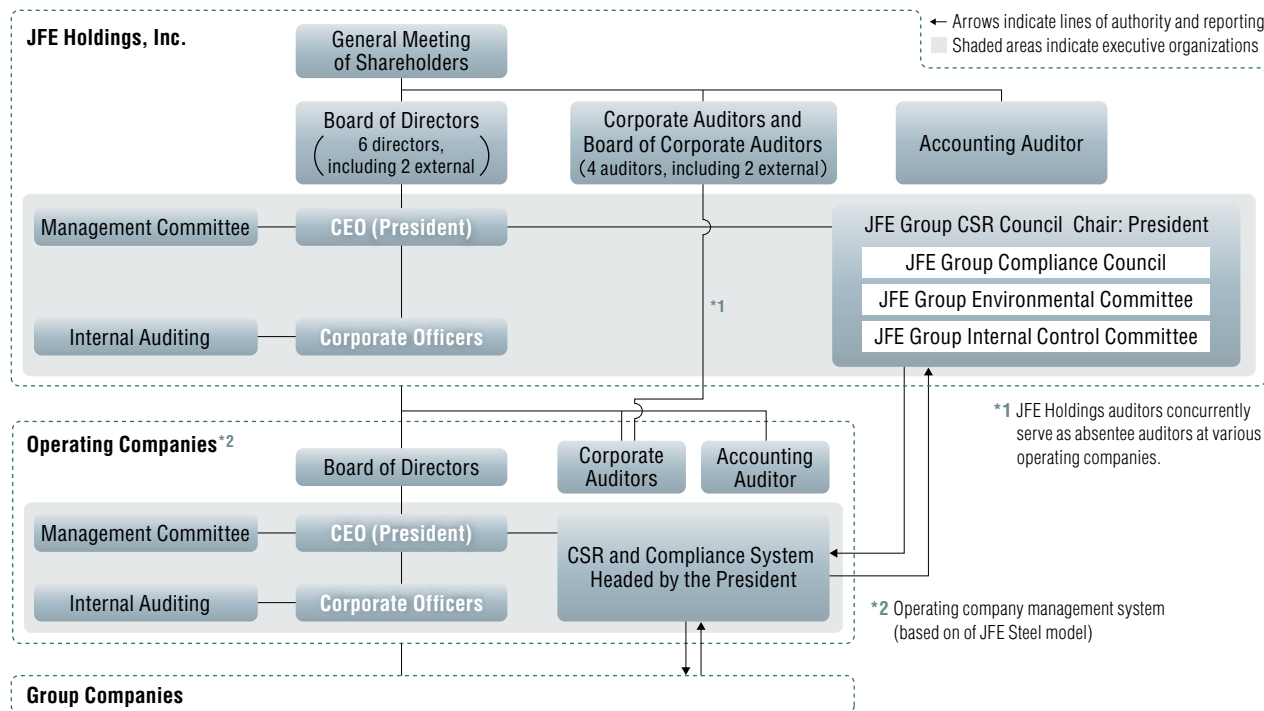 JFE Holdings, Inc.
← Arrows indicate lines of authority and reporting
Shaded areas indicate executive organizations
General Meeting
of Shareholders
Board of Directors
(6 directors,
including 2 external)
Corporate Auditors and
Board of Corporate Auditors
(4 auditors, including 2 external)
Accounting Auditor
Management Committee
CEO (President)
JFE Group CSR Council Chair: President
JFE Group Compliance Council
JFE Group Environmental Committee
JFE Group Internal Control Committee
*1
Internal Auditing
Corporate Officers
*1 JFE Holdings auditors concurrently
serve as absentee auditors at various
operating companies.
Operating Companies*2
Board of Directors
Corporate
Auditors
Accounting
Auditor
Management Committee
CEO (President)
CSR and Compliance System
Headed by the President
Internal Auditing
Corporate Officers
*2 Operating company management system
(based on of JFE Steel model)
Group Companies